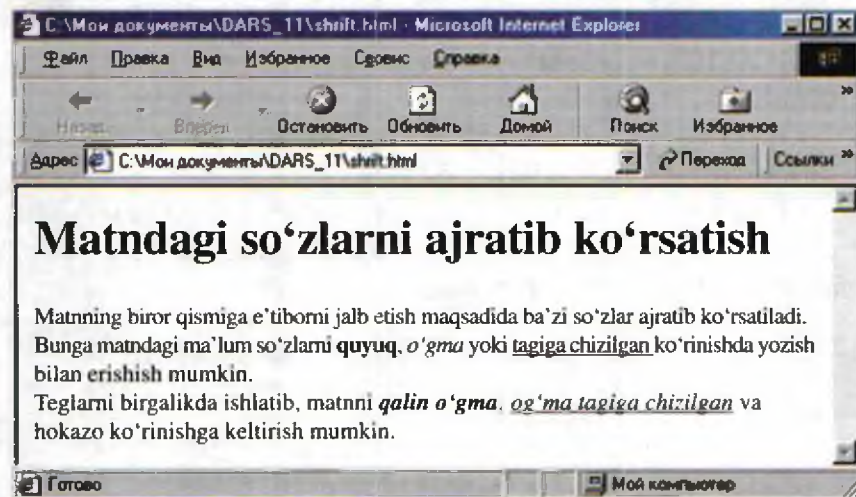 C:\Мои документы\DARS_11\shrift.html - Microsoft Internet Explorer
Файл Правка Вид Избранное Сервис Справка
Назад Вперед Остановить Обновить Домой Поиск Избранное »
Адрес C:\Мои документы\DARS_11\shrift.html Переход Ссылки »
Matndagi so‘zlarni ajratib ko‘rsatish
Matnning biror qismiga e’tiborni jalb etish maqsadida ba’zi so‘zlar ajratib ko‘rsatiladi.
Bunga matndagi ma’lum so‘zlarni quyuq, o‘gma yoki tagiga chizilgan ko‘rinishda yozish
bilan erishish mumkin.
Teglarni birgalikda ishlatib, matnni qalin o‘gma, og‘ma tagiga chizilgan va
hokazo ko‘rinishga keltirish mumkin.
Готово Мой компьютер